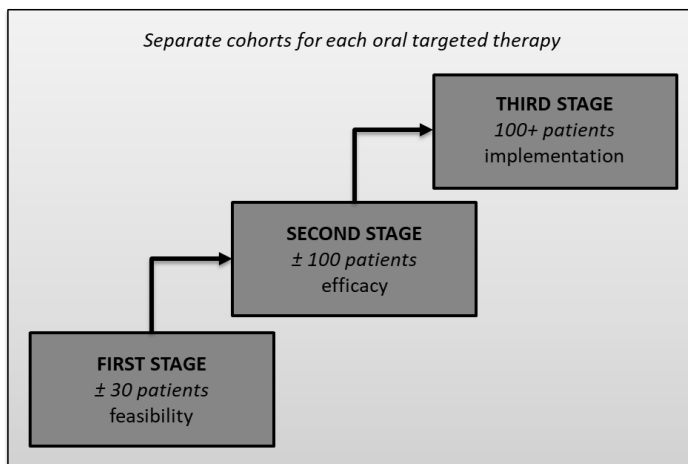 Separate cohorts for each oral targeted therapy
THIRD STAGE
100+ patients
implementation
SECOND STAGE
± 100 patients
efficacy
FIRST STAGE
± 30 patients
feasibility